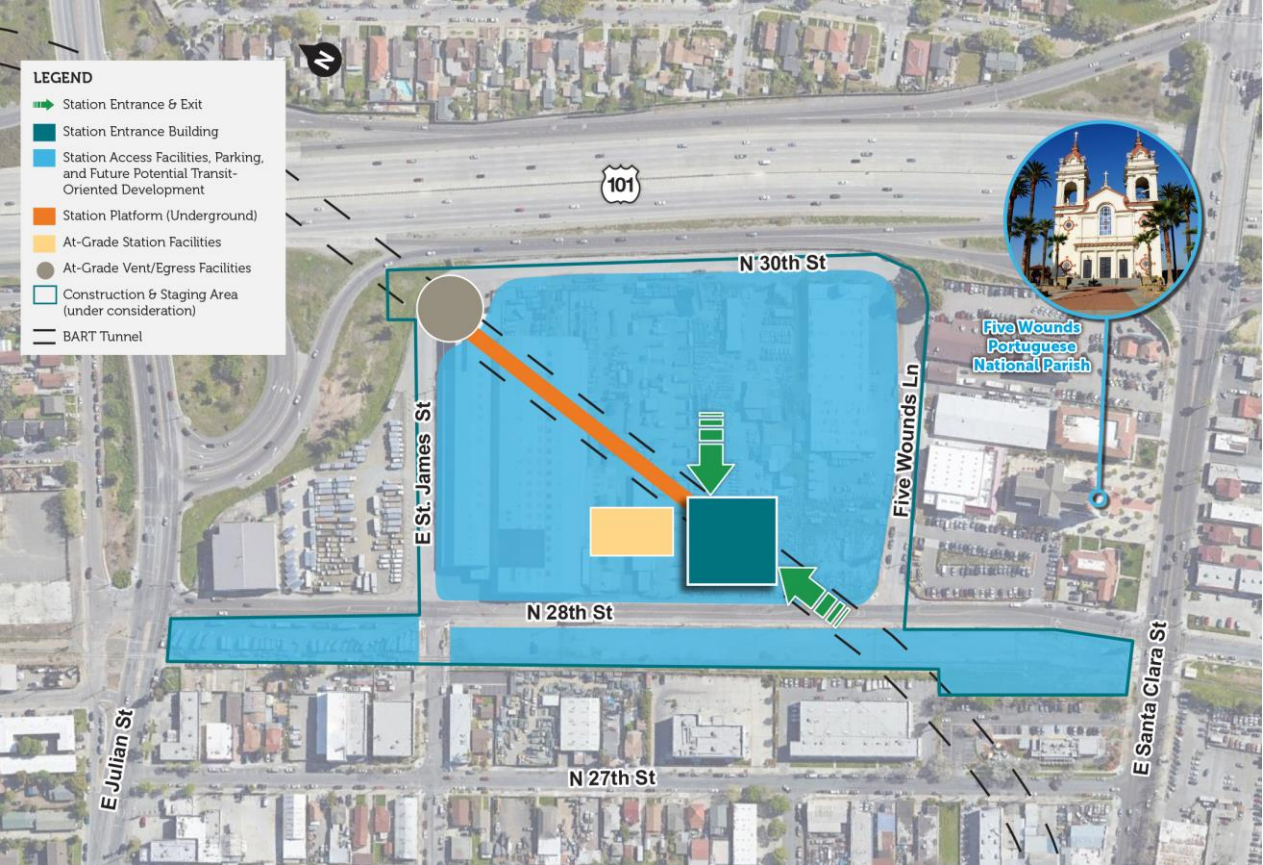 N
LEGEND
Station Entrance & Exit
Station Entrance Building
Station Access Facilities, Parking,
and Future Potential Transit-
Oriented Development
Station Platform (Underground)
At-Grade Station Facilities
At-Grade Vent/Egress Facilities
Construction & Staging Area
(under consideration)
BART Tunnel
101
N 30th St
Five Wounds
Portuguese
National Parish
Five Wounds Ln
E St. James St
N 28th St
E Julian St
E Santa Clara St
N 27th St